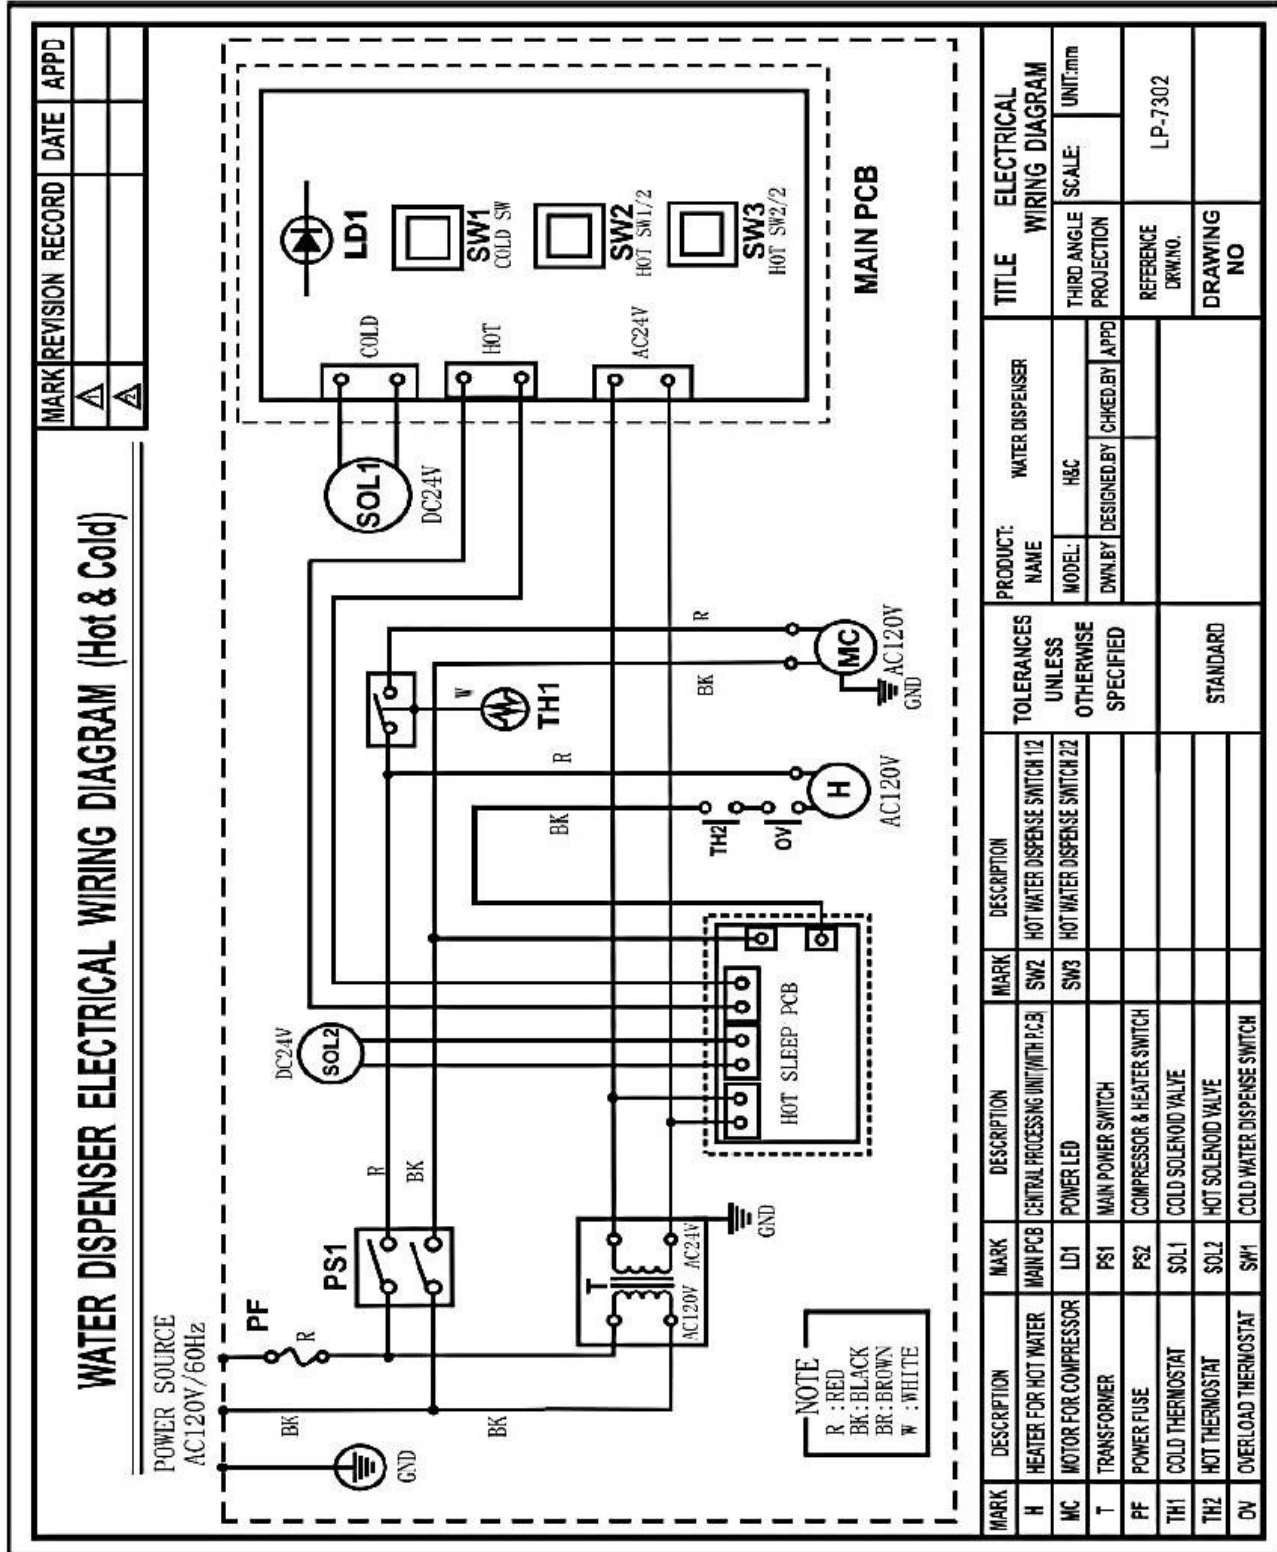 WATER DISPENSER ELECTRICAL WIRING DIAGRAM (Hot & Cold)
MARK REVISION RECORD DATE APPD
1
2
POWER SOURCE
AC120V/60Hz
PF
R
BK
BK
GND
PS1
R
BK
T
AC120V AC24V
GND
DC24V
SOL2
HOT SLEEP PCB
TH1
W
R
BK
TH2
OV
H
AC120V
R
BK
MC
AC120V
GND
SOL1
DC24V
COLD
HOT
AC24V
LD1
SW1
COLD SW
SW2
HOT SW1/2
SW3
HOT SW2/2
MAIN PCB
NOTE
R :RED
BK:BLACK
BR:BROWN
W :WHITE
MARK DESCRIPTION MARK DESCRIPTION MARK DESCRIPTION
H HEATER FOR HOT WATER MAIN PCB CENTRAL PROCESSNG UNIT(WITH P.C.B) SW2 HOT WATER DISPENSE SWITCH 1/2
MC MOTOR FOR COMPRESSOR LD1 POWER LED SW3 HOT WATER DISPENSE SWITCH 2/2
T TRANSFORMER PS1 MAIN POWER SWITCH
PF POWER FUSE PS2 COMPRESSOR & HEATER SWITCH
TH1 COLD THERMOSTAT SOL1 COLD SOLENOID VALVE
TH2 HOT THERMOSTAT SOL2 HOT SOLENOID VALVE
OV OVERLOAD THERMOSTAT SW1 COLD WATER DISPENSE SWITCH
TOLERANCES
UNLESS
OTHERWISE
SPECIFIED
STANDARD
PRODUCT: WATER DISPENSER
NAME
MODEL: H&C
DWN.BY DESIGNED.BY CHKED.BY APPD
TITLE ELECTRICAL
WIRING DIAGRAM
THIRD ANGLE SCALE: UNIT:mm
PROJECTION
REFERENCE LP-7302
DRW.NO.
DRAWING
NO